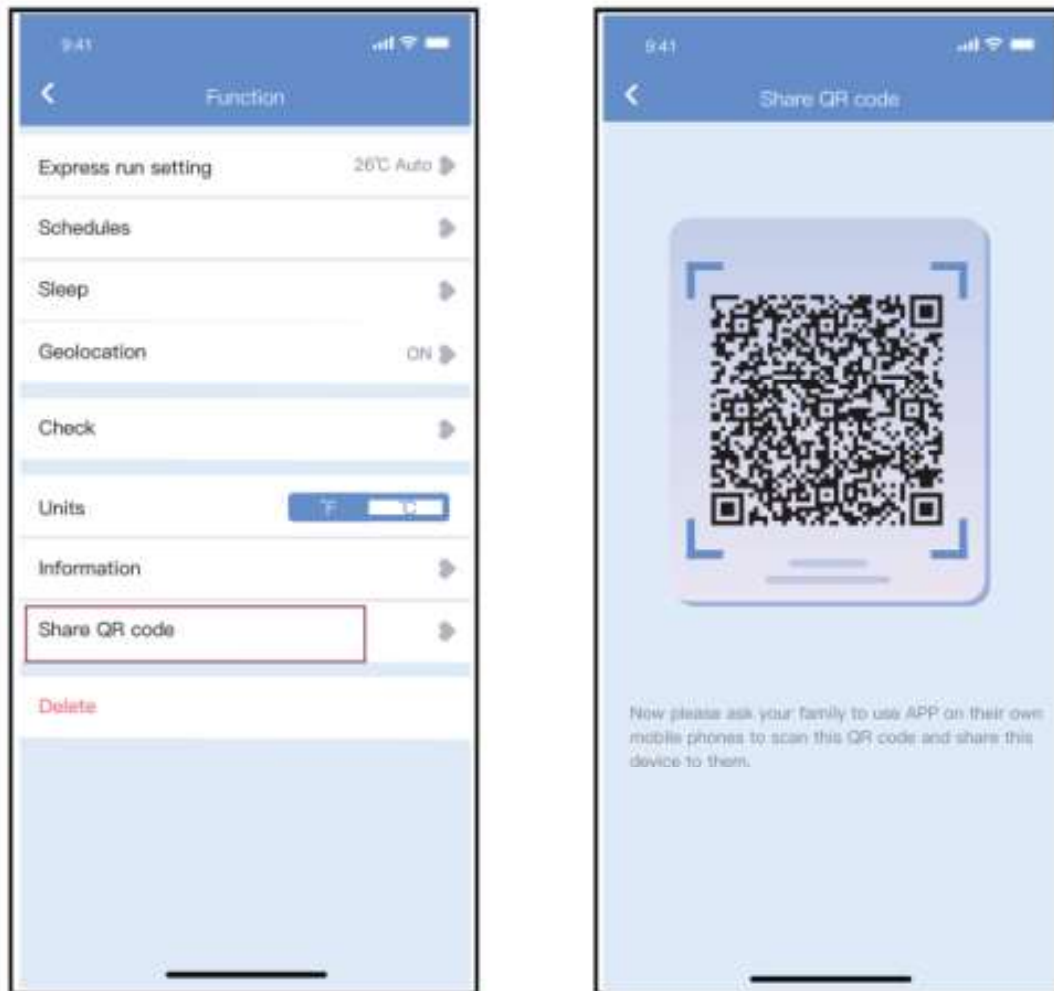 9:41
Function
Express run setting
26°C Auto
Schedules
Sleep
Geolocation
ON
Check
Units
°F
°C
Information
Share QR code
Delete
9:41
Share QR code
Now please ask your family to use APP on their own
mobile phones to scan this QR code and share this
device to them.